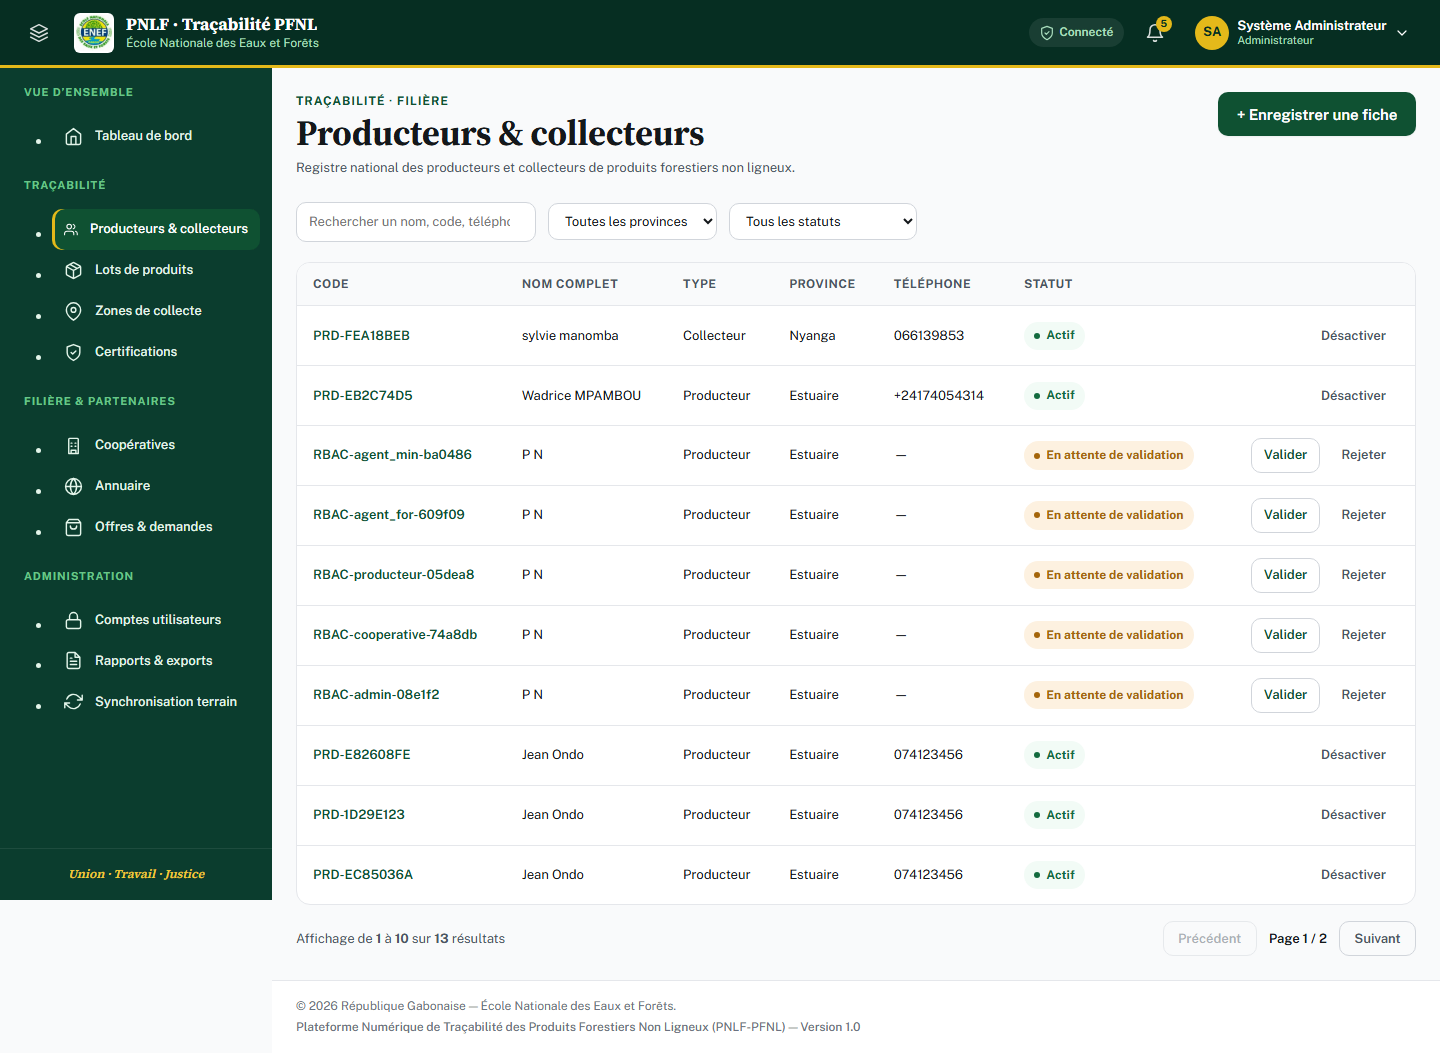 PNLF · Traçabilité PFNL
École Nationale des Eaux et Forêts
ENEF
Connecté
5
SA
Système Administrateur
Administrateur
VUE D'ENSEMBLE
Tableau de bord
TRAÇABILITÉ
Producteurs & collecteurs
Lots de produits
Zones de collecte
Certifications
FILIÈRE & PARTENAIRES
Coopératives
Annuaire
Offres & demandes
ADMINISTRATION
Comptes utilisateurs
Rapports & exports
Synchronisation terrain
Union · Travail · Justice
TRAÇABILITÉ · FILIÈRE
Producteurs & collecteurs
Registre national des producteurs et collecteurs de produits forestiers non ligneux.
+ Enregistrer une fiche
Rechercher un nom, code, télépho
Toutes les provinces
Tous les statuts
CODE NOM COMPLET TYPE PROVINCE TÉLÉPHONE STATUT
PRD-FEA18BEB sylvie manomba Collecteur Nyanga 066139853 Actif Désactiver
PRD-EB2C74D5 Wadrice MPAMBOU Producteur Estuaire +24174054314 Actif Désactiver
RBAC-agent_min-ba0486 P N Producteur Estuaire — En attente de validation Valider Rejeter
RBAC-agent_for-609f09 P N Producteur Estuaire — En attente de validation Valider Rejeter
RBAC-producteur-05dea8 P N Producteur Estuaire — En attente de validation Valider Rejeter
RBAC-cooperative-74a8db P N Producteur Estuaire — En attente de validation Valider Rejeter
RBAC-admin-08e1f2 P N Producteur Estuaire — En attente de validation Valider Rejeter
PRD-E82608FE Jean Ondo Producteur Estuaire 074123456 Actif Désactiver
PRD-1D29E123 Jean Ondo Producteur Estuaire 074123456 Actif Désactiver
PRD-EC85036A Jean Ondo Producteur Estuaire 074123456 Actif Désactiver
Affichage de 1 à 10 sur 13 résultats
Précédent Page 1 / 2 Suivant
© 2026 République Gabonaise — École Nationale des Eaux et Forêts.
Plateforme Numérique de Traçabilité des Produits Forestiers Non Ligneux (PNLF-PFNL) — Version 1.0